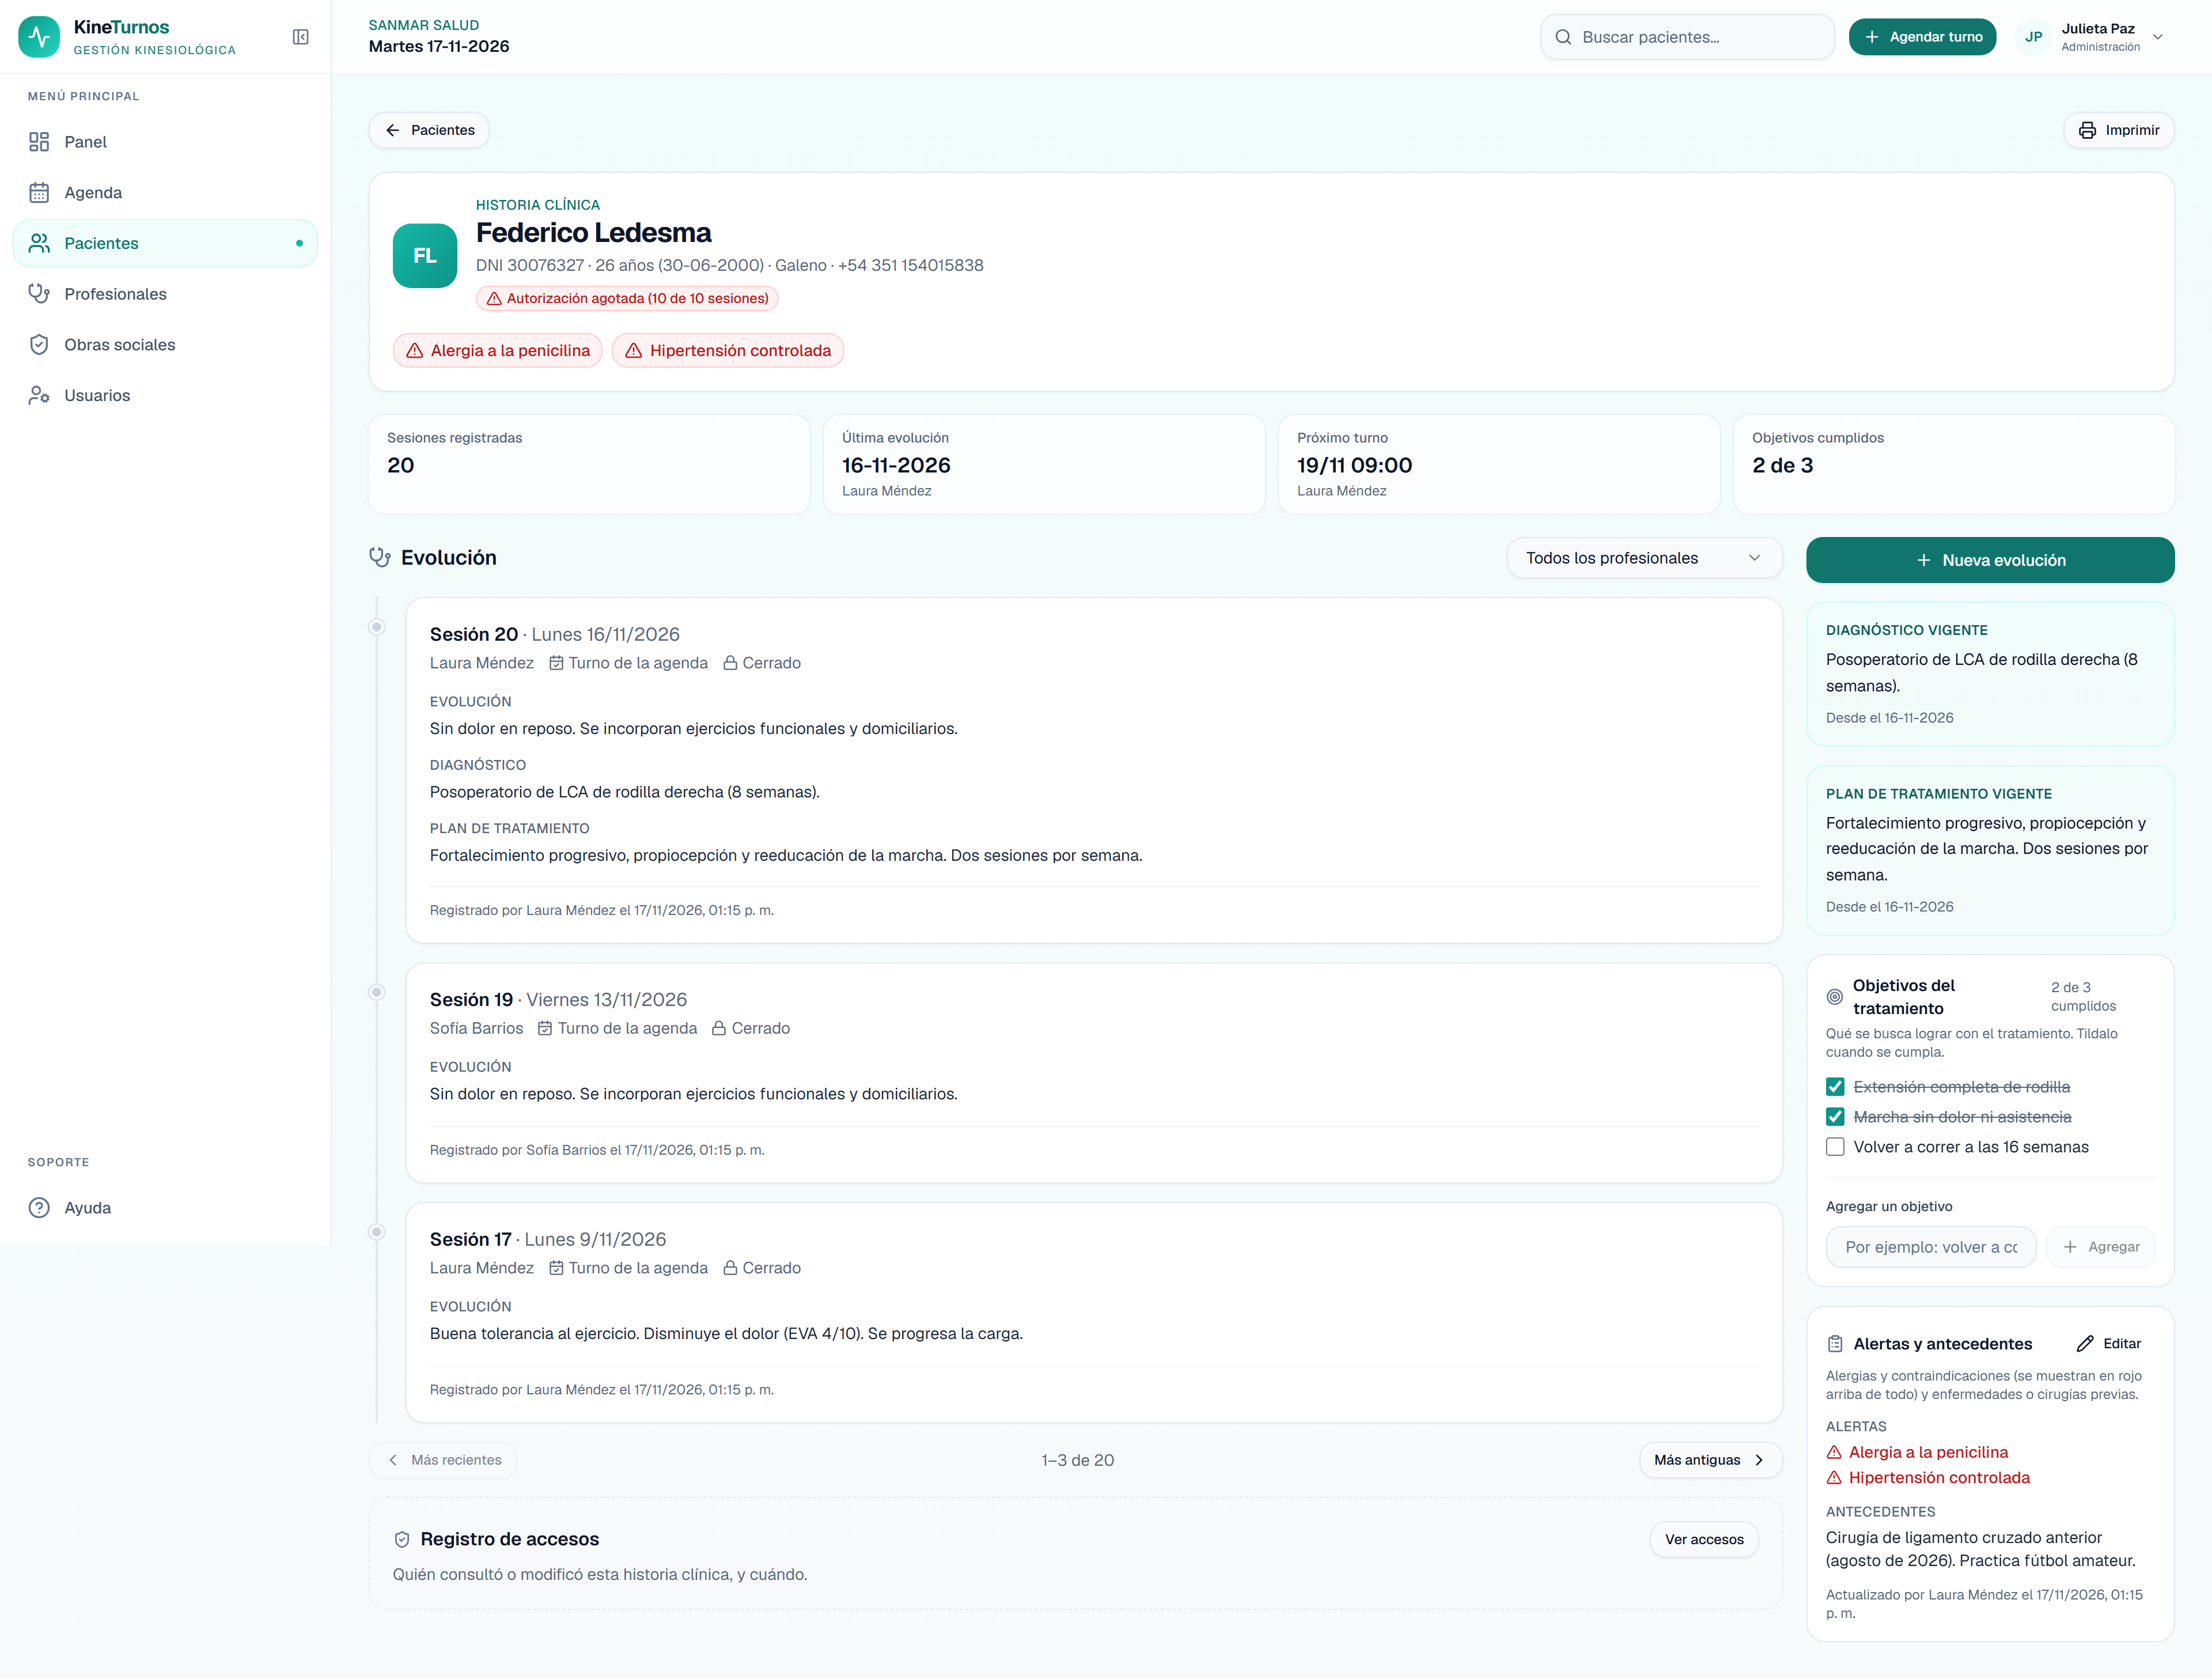 KineTurnos
GESTIÓN KINESIOLÓGICA
MENÚ PRINCIPAL
Panel
Agenda
Pacientes
Profesionales
Obras sociales
Usuarios
SOPORTE
Ayuda
SANMAR SALUD
Martes 17-11-2026
Buscar pacientes...
Agendar turno
JP
Julieta Paz
Administración
Pacientes
Imprimir
FL
HISTORIA CLÍNICA
Federico Ledesma
DNI 30076327 · 26 años (30-06-2000) · Galeno · +54 351 154015838
Autorización agotada (10 de 10 sesiones)
Alergia a la penicilina
Hipertensión controlada
Sesiones registradas
20
Última evolución
16-11-2026
Laura Méndez
Próximo turno
19/11 09:00
Laura Méndez
Objetivos cumplidos
2 de 3
Evolución
Todos los profesionales
Sesión 20 · Lunes 16/11/2026
Laura Méndez Turno de la agenda Cerrado
EVOLUCIÓN
Sin dolor en reposo. Se incorporan ejercicios funcionales y domiciliarios.
DIAGNÓSTICO
Posoperatorio de LCA de rodilla derecha (8 semanas).
PLAN DE TRATAMIENTO
Fortalecimiento progresivo, propiocepción y reeducación de la marcha. Dos sesiones por semana.
Registrado por Laura Méndez el 17/11/2026, 01:15 p. m.
Sesión 19 · Viernes 13/11/2026
Sofía Barrios Turno de la agenda Cerrado
EVOLUCIÓN
Sin dolor en reposo. Se incorporan ejercicios funcionales y domiciliarios.
Registrado por Sofía Barrios el 17/11/2026, 01:15 p. m.
Sesión 17 · Lunes 9/11/2026
Laura Méndez Turno de la agenda Cerrado
EVOLUCIÓN
Buena tolerancia al ejercicio. Disminuye el dolor (EVA 4/10). Se progresa la carga.
Registrado por Laura Méndez el 17/11/2026, 01:15 p. m.
Más recientes
1–3 de 20
Más antiguas
Registro de accesos
Ver accesos
Quién consultó o modificó esta historia clínica, y cuándo.
Nueva evolución
DIAGNÓSTICO VIGENTE
Posoperatorio de LCA de rodilla derecha (8
semanas).
Desde el 16-11-2026
PLAN DE TRATAMIENTO VIGENTE
Fortalecimiento progresivo, propiocepción y
reeducación de la marcha. Dos sesiones por
semana.
Desde el 16-11-2026
Objetivos del
tratamiento
2 de 3
cumplidos
Qué se busca lograr con el tratamiento. Tildalo
cuando se cumpla.
Extensión completa de rodilla
Marcha sin dolor ni asistencia
Volver a correr a las 16 semanas
Agregar un objetivo
Por ejemplo: volver a cc
Agregar
Alertas y antecedentes
Editar
Alergias y contraindicaciones (se muestran en rojo
arriba de todo) y enfermedades o cirugías previas.
ALERTAS
Alergia a la penicilina
Hipertensión controlada
ANTECEDENTES
Cirugía de ligamento cruzado anterior
(agosto de 2026). Practica fútbol amateur.
Actualizado por Laura Méndez el 17/11/2026, 01:15
p. m.